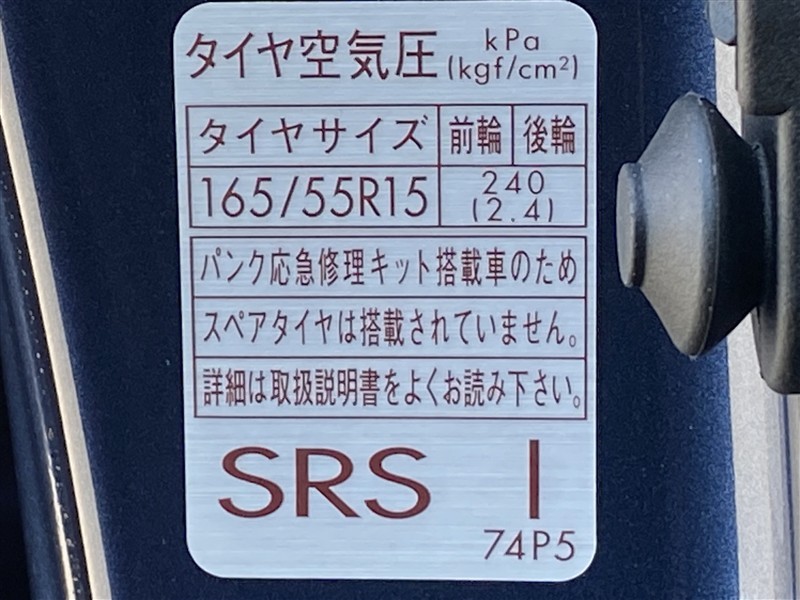 タイヤ空気圧 kPa
(kgf/cm²)
タイヤサイズ 前輪 後輪
165/55R15 240
(2.4)
パンク応急修理キット搭載車のため
スペアタイヤは搭載されていません。
詳細は取扱説明書をよくお読み下さい。
SRS I
74P5